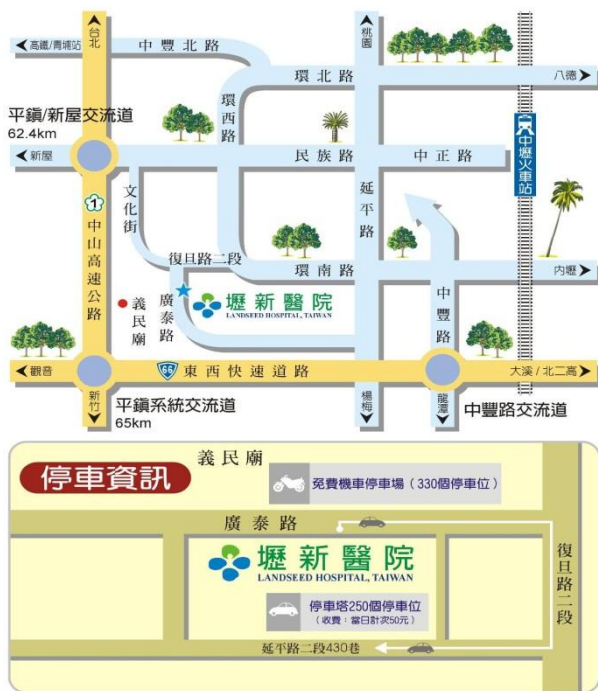 台北
桃園
高鐵/青埔站
中豐北路
環北路
八德
平鎮/新屋交流道
62.4km
環西路
中壢火車站
新屋
民族路
中正路
文化街
延平路
1
中山高速公路
復旦路二段
環南路
內壢
義民廟
廣泰路
壢新醫院
LANDSEED HOSPITAL, TAIWAN
中豐路
觀音
66
東西快速道路
大溪/北二高
新竹
平鎮系統交流道
65km
楊梅
龍潭
中豐路交流道
停車資訊
義民廟
免費機車停車場(330個停車位)
廣泰路
復旦路二段
壢新醫院
LANDSEED HOSPITAL, TAIWAN
停車塔250個停車位
(收費:當日計次50元)
延平路二段430巷